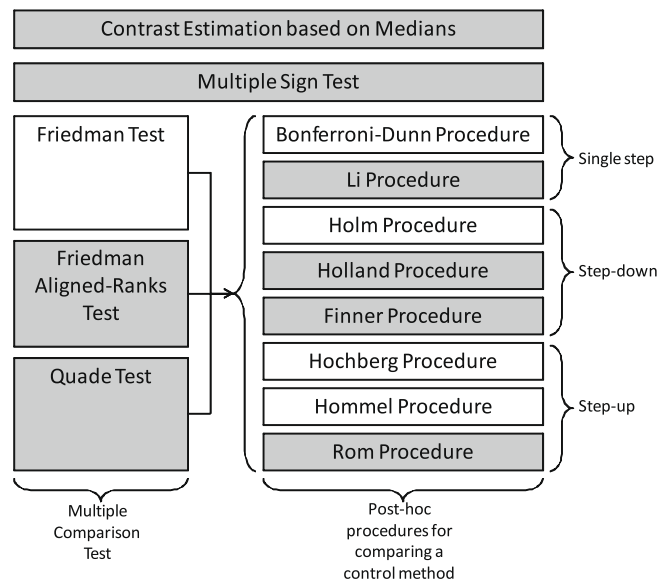 Contrast Estimation based on Medians
Multiple Sign Test
Friedman Test
Friedman
Aligned-Ranks
Test
Quade Test
Multiple
Comparison
Test
Bonferroni-Dunn Procedure
Li Procedure
Holm Procedure
Holland Procedure
Finner Procedure
Hochberg Procedure
Hommel Procedure
Rom Procedure
Post-hoc
procedures for
comparing a
control method
Single step
Step-down
Step-up